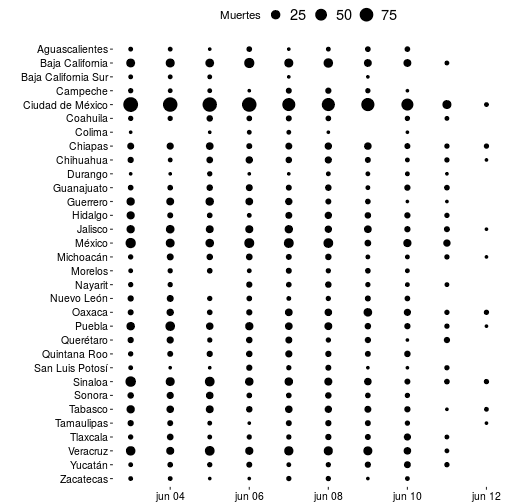 Muertes 25 50 75
Aguascalientes
Baja California
Baja California Sur
Campeche
Ciudad de México
Coahuila
Colima
Chiapas
Chihuahua
Durango
Guanajuato
Guerrero
Hidalgo
Jalisco
México
Michoacán
Morelos
Nayarit
Nuevo León
Oaxaca
Puebla
Querétaro
Quintana Roo
San Luis Potosí
Sinaloa
Sonora
Tabasco
Tamaulipas
Tlaxcala
Veracruz
Yucatán
Zacatecas
jun 04 jun 06 jun 08 jun 10 jun 12